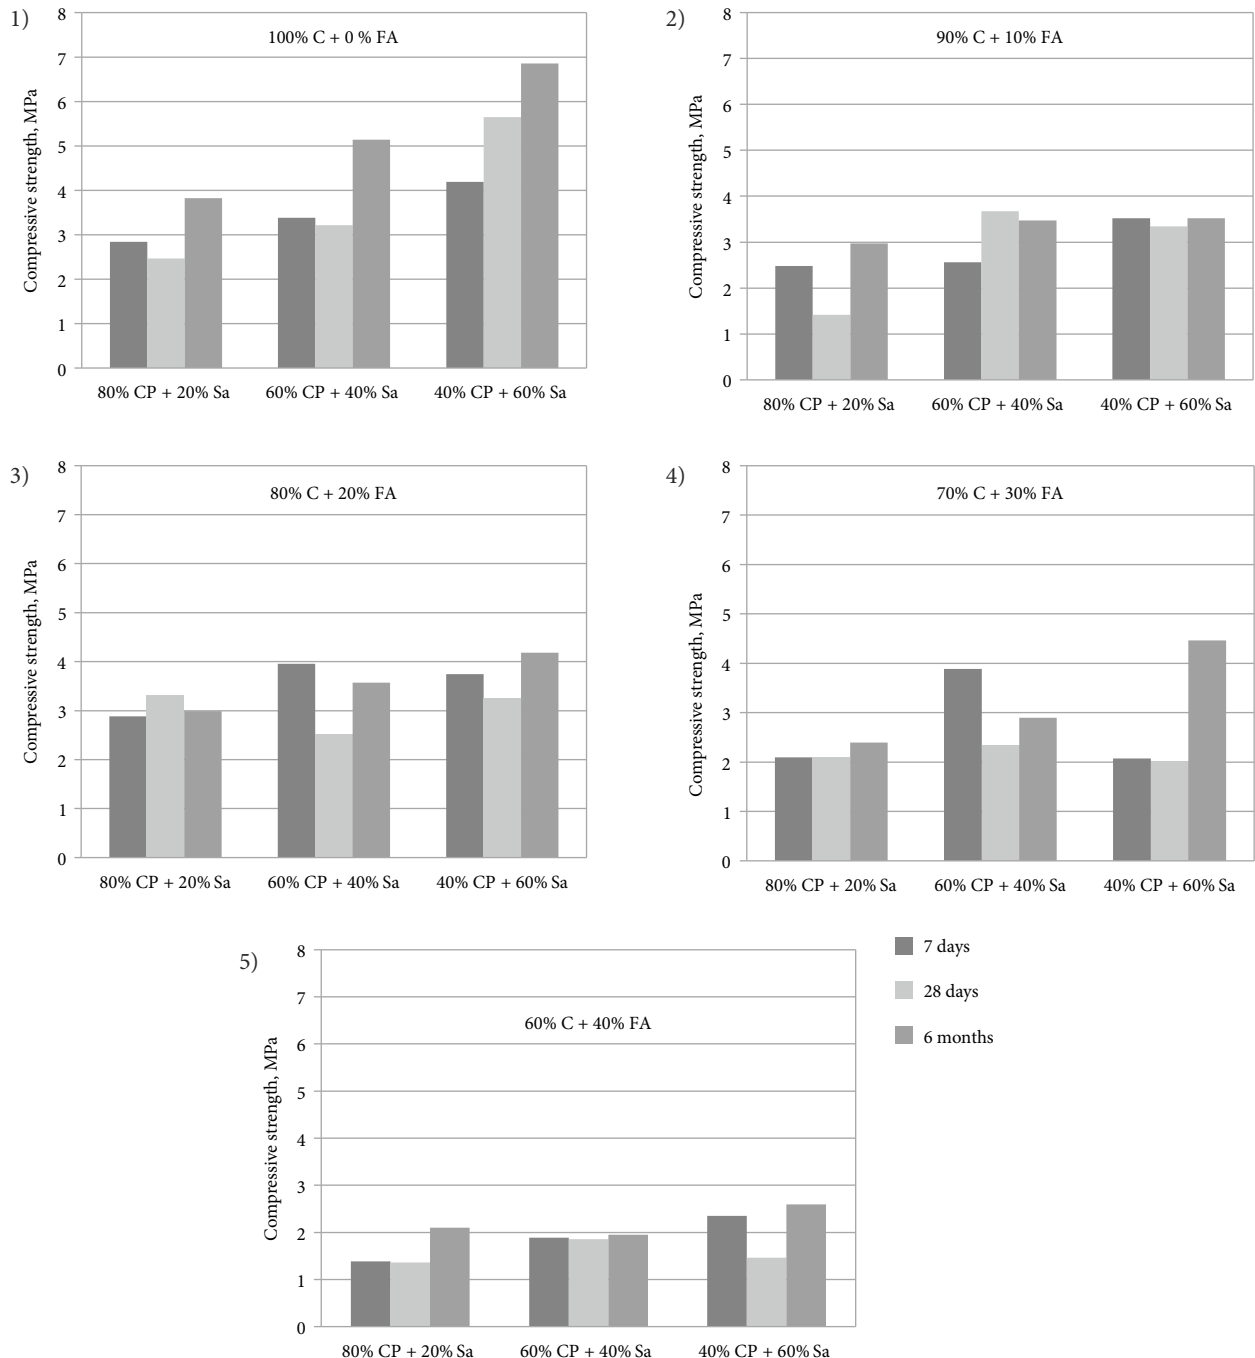 1)
100% C + 0 % FA
Compressive strength, MPa
8
7
6
5
4
3
2
1
0
80% CP + 20% Sa
60% CP + 40% Sa
40% CP + 60% Sa
2)
90% C + 10% FA
Compressive strength, MPa
8
7
6
5
4
3
2
1
0
80% CP + 20% Sa
60% CP + 40% Sa
40% CP + 60% Sa
3)
80% C + 20% FA
Compressive strength, MPa
8
7
6
5
4
3
2
1
0
80% CP + 20% Sa
60% CP + 40% Sa
40% CP + 60% Sa
4)
70% C + 30% FA
Compressive strength, MPa
8
7
6
5
4
3
2
1
0
80% CP + 20% Sa
60% CP + 40% Sa
40% CP + 60% Sa
5)
60% C + 40% FA
Compressive strength, MPa
8
7
6
5
4
3
2
1
0
80% CP + 20% Sa
60% CP + 40% Sa
40% CP + 60% Sa
7 days
28 days
6 months